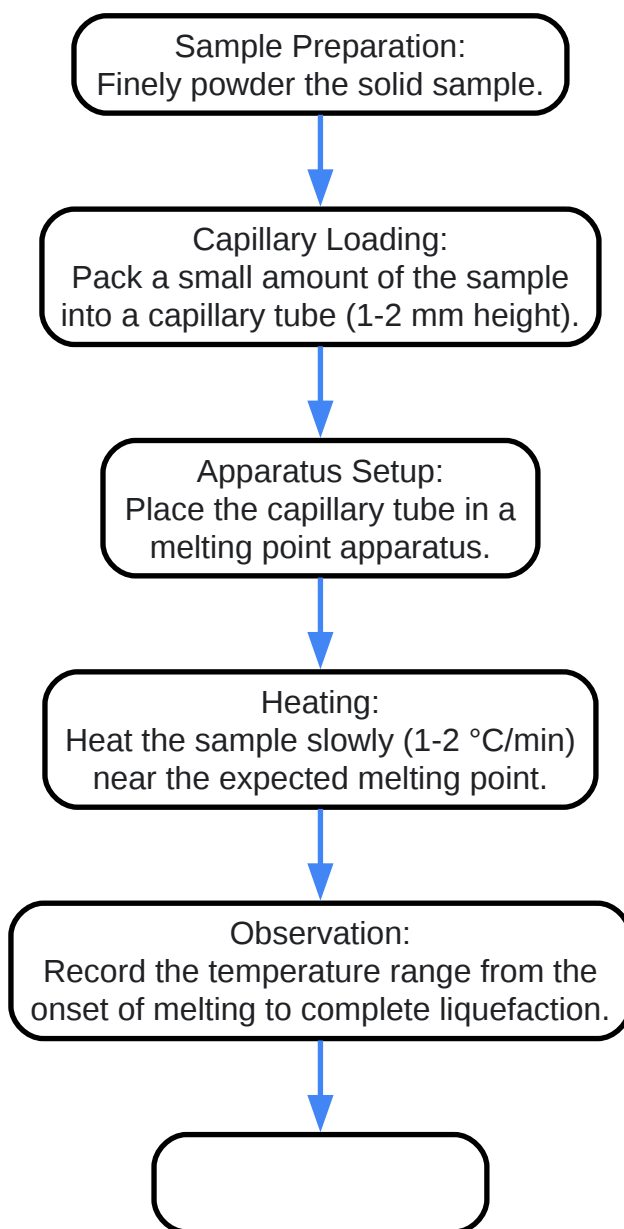 Sample Preparation:
Finely powder the solid sample.
Capillary Loading:
Pack a small amount of the sample
into a capillary tube (1-2 mm height).
Apparatus Setup:
Place the capillary tube in a
melting point apparatus.
Heating:
Heat the sample slowly (1-2 °C/min)
near the expected melting point.
Observation:
Record the temperature range from the
onset of melting to complete liquefaction.